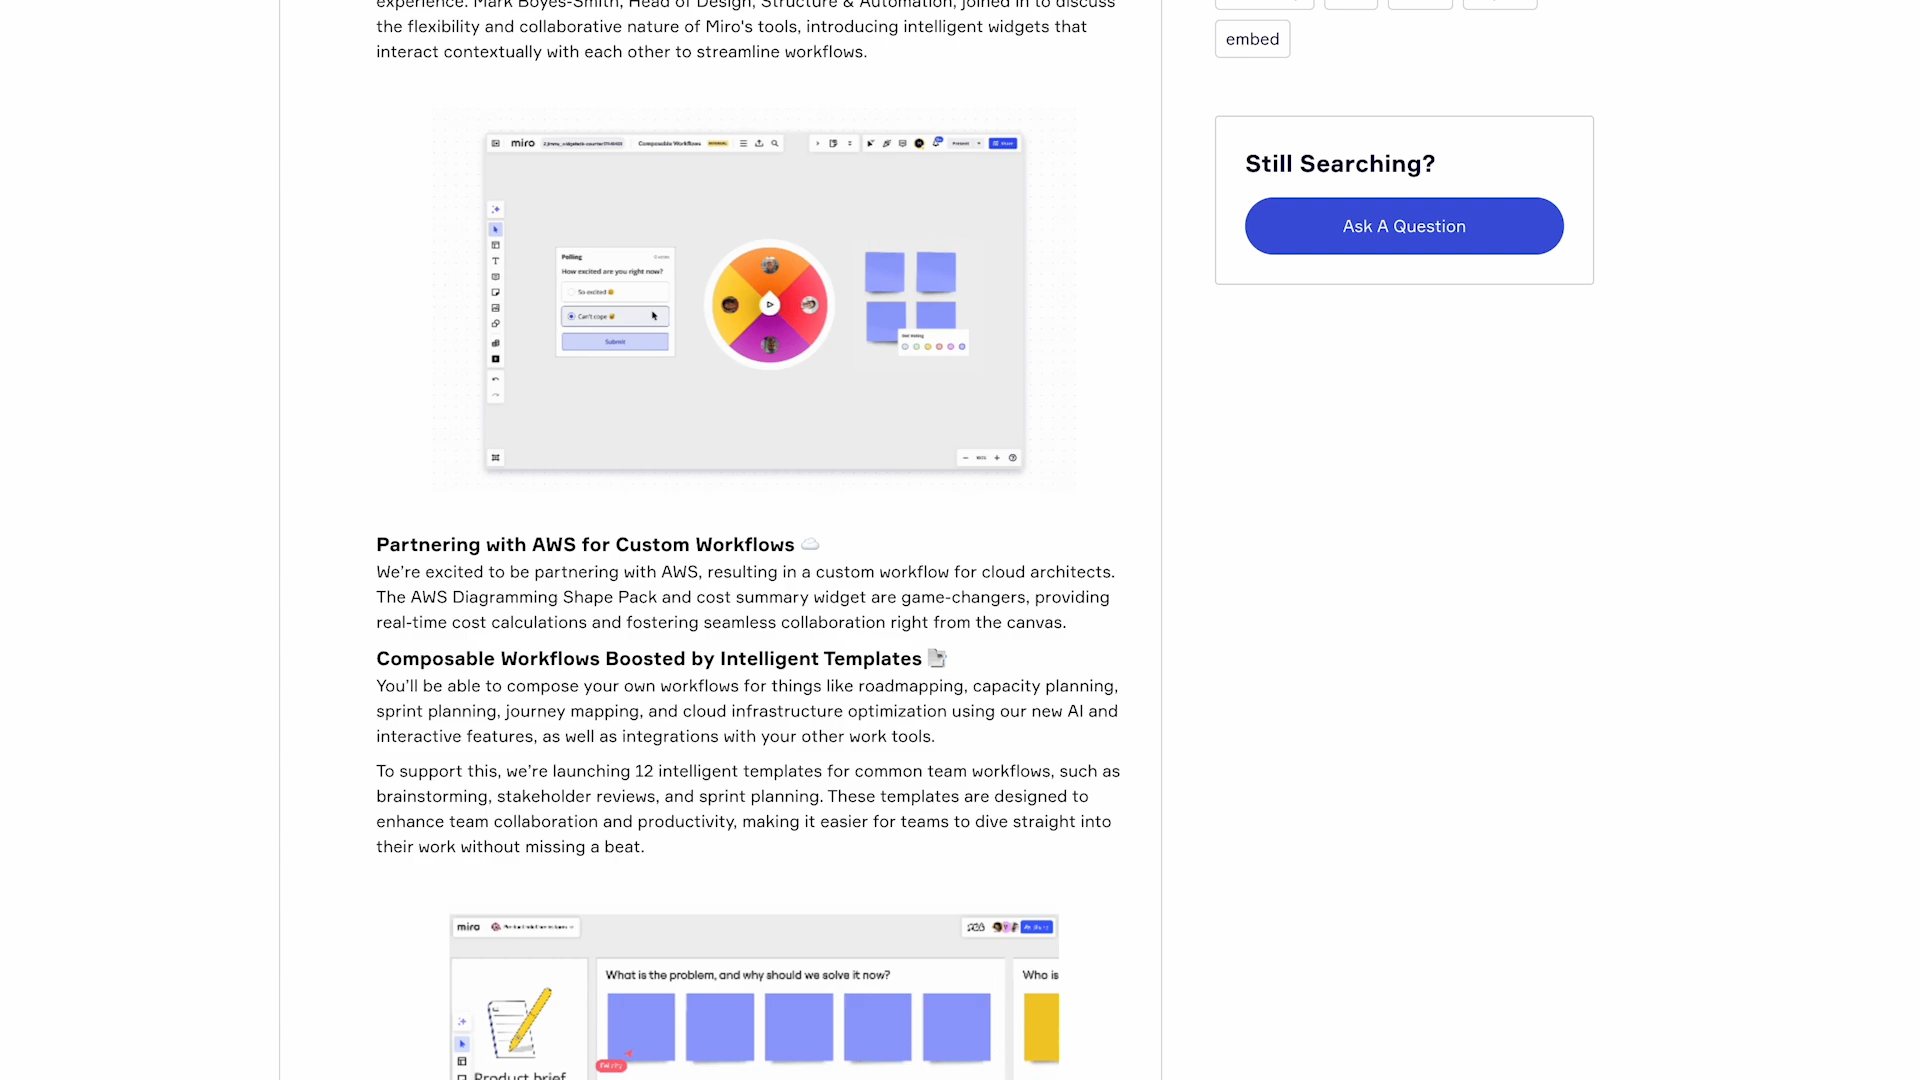 experience. Mark Boyes-Smith, Head of Design, Structure & Automation, joined in to discuss
the flexibility and collaborative nature of Miro's tools, introducing intelligent widgets that
interact contextually with each other to streamline workflows.
embed
Still Searching?
Ask A Question
miro
Composable Workflows
Present
Share
Polling
How excited are you right now?
So excited
Can't cope
Submit
Partnering with AWS for Custom Workflows
We’re excited to be partnering with AWS, resulting in a custom workflow for cloud architects.
The AWS Diagramming Shape Pack and cost summary widget are game-changers, providing
real-time cost calculations and fostering seamless collaboration right from the canvas.
Composable Workflows Boosted by Intelligent Templates
You’ll be able to compose your own workflows for things like roadmapping, capacity planning,
sprint planning, journey mapping, and cloud infrastructure optimization using our new AI and
interactive features, as well as integrations with your other work tools.
To support this, we’re launching 12 intelligent templates for common team workflows, such as
brainstorming, stakeholder reviews, and sprint planning. These templates are designed to
enhance team collaboration and productivity, making it easier for teams to dive straight into
their work without missing a beat.
miro
What is the problem, and why should we solve it now?
Who is
Product brief